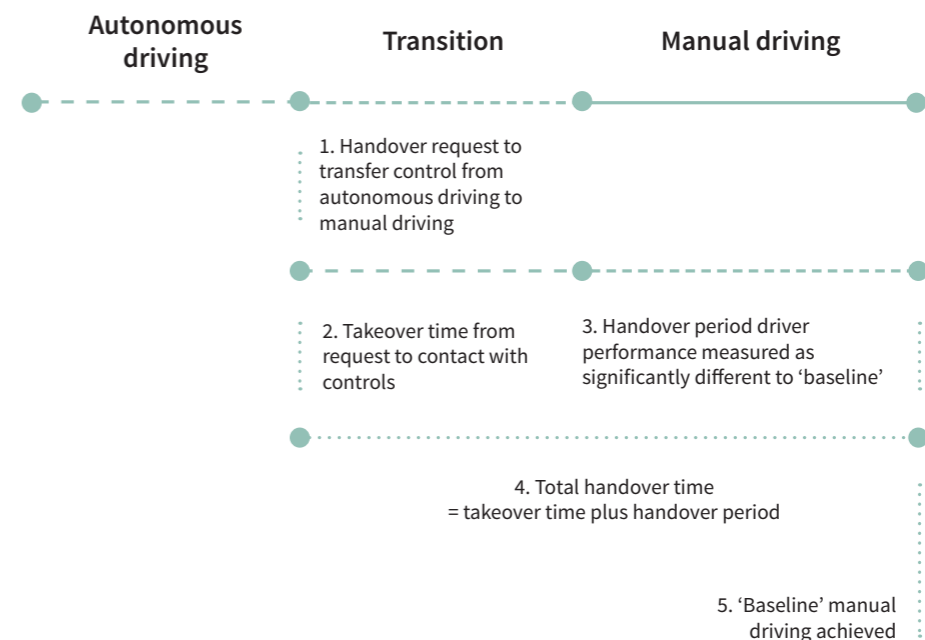 Autonomous
driving
Transition
Manual driving
1. Handover request to
transfer control from
autonomous driving to
manual driving
2. Takeover time from
request to contact with
controls
3. Handover period driver
performance measured as
significantly different to ‘baseline’
4. Total handover time
= takeover time plus handover period
5. ‘Baseline’ manual
driving achieved